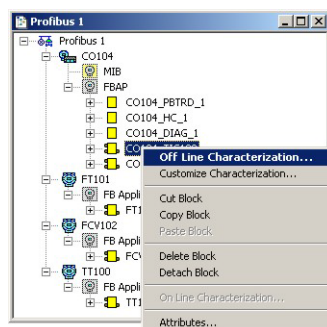 Profibus 1
Profibus 1
CO104
MIB
FBAP
CO104_PBTRD_1
CO104_HC_1
CO104_DIAG_1
CO
FT101
FB Appli
FT1
FCV102
FB Appli
FCV
TT100
FB Appli
TT1
Off Line Characterization...
Customize Characterization...
Cut Block
Copy Block
Paste Block
Delete Block
Detach Block
On Line Characterization...
Attributes...